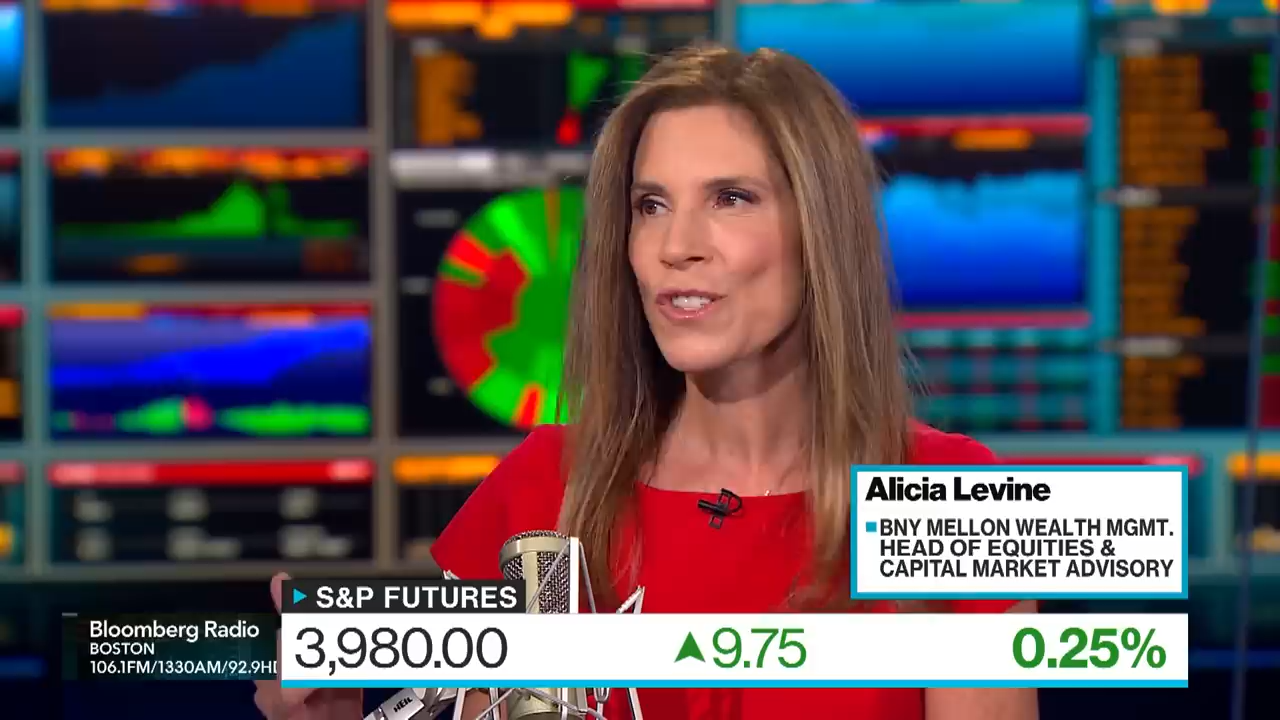 Alicia Levine
BNY MELLON WEALTH MGMT.
HEAD OF EQUITIES &
CAPITAL MARKET ADVISORY
S&P FUTURES
3,980.00 ▲9.75 0.25%
Bloomberg Radio
BOSTON
106.1FM/1330AM/92.9HD
HEIL